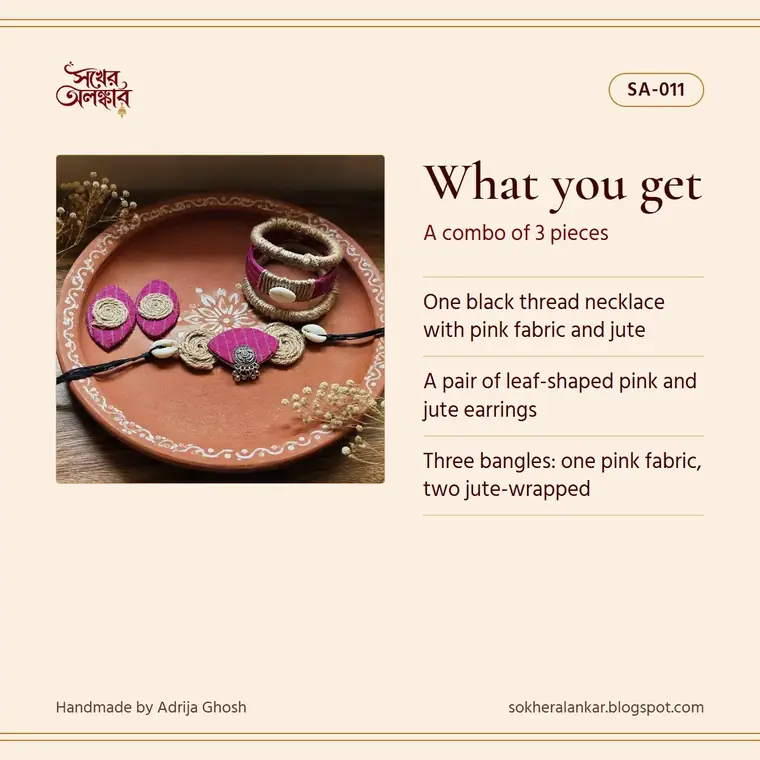 সখের
অলঙ্কার
SA-011
What you get
A combo of 3 pieces
One black thread necklace
with pink fabric and jute
A pair of leaf-shaped pink and
jute earrings
Three bangles: one pink fabric,
two jute-wrapped
Handmade by Adrija Ghosh
sokheralankar.blogspot.com